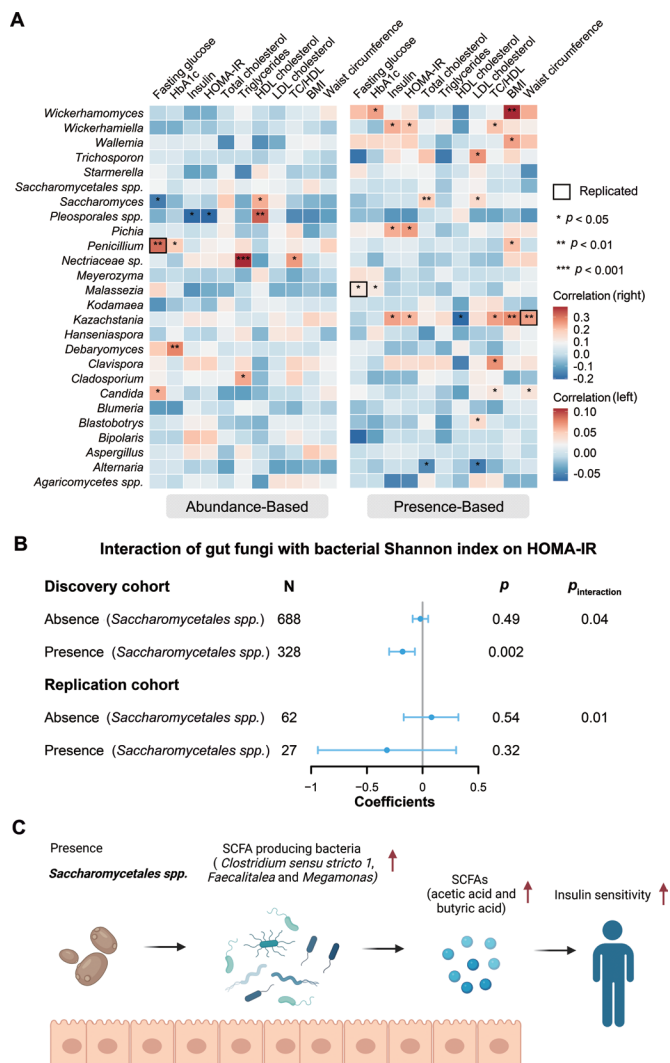 A
Fasting glucose
HbA1c
Insulin
HOMA-IR
Total cholesterol
Triglycerides
HDL cholesterol
LDL cholesterol
TC/HDL
BMI
Waist circumference
Fasting glucose
HbA1c
Insulin
HOMA-IR
Total cholesterol
Triglycerides
HDL cholesterol
LDL cholesterol
TC/HDL
BMI
Waist circumference
Wickerhamomyces
Wickerhamiella
Wallemia
Trichosporon
Starmerella
Saccharomycetales spp.
Saccharomyces
Pleosporales spp.
Pichia
Penicillium
Nectriaceae sp.
Meyerozyma
Malassezia
Kodamaea
Kazachstania
Hanseniaspora
Debaryomyces
Clavispora
Cladosporium
Candida
Blumeria
Blastobotrys
Bipolaris
Aspergillus
Alternaria
Agaricomycetes spp.
Abundance-Based
Presence-Based
Replicated
* p < 0.05
** p < 0.01
*** p < 0.001
Correlation (right)
0.3
0.2
0.1
0.0
-0.1
-0.2
Correlation (left)
0.10
0.05
0.00
-0.05
B
Interaction of gut fungi with bacterial Shannon index on HOMA-IR
Discovery cohort N p pinteraction
Absence (Saccharomycetales spp.) 688 0.49 0.04
Presence (Saccharomycetales spp.) 328 0.002
Replication cohort
Absence (Saccharomycetales spp.) 62 0.54 0.01
Presence (Saccharomycetales spp.) 27 0.32
−1 −0.5 0 0.5
Coefficients
C
Presence
Saccharomycetales spp.
SCFA producing bacteria
( Clostridium sensu stricto 1,
Faecalitalea and Megamonas)
SCFAs
(acetic acid and
butyric acid)
Insulin sensitivity